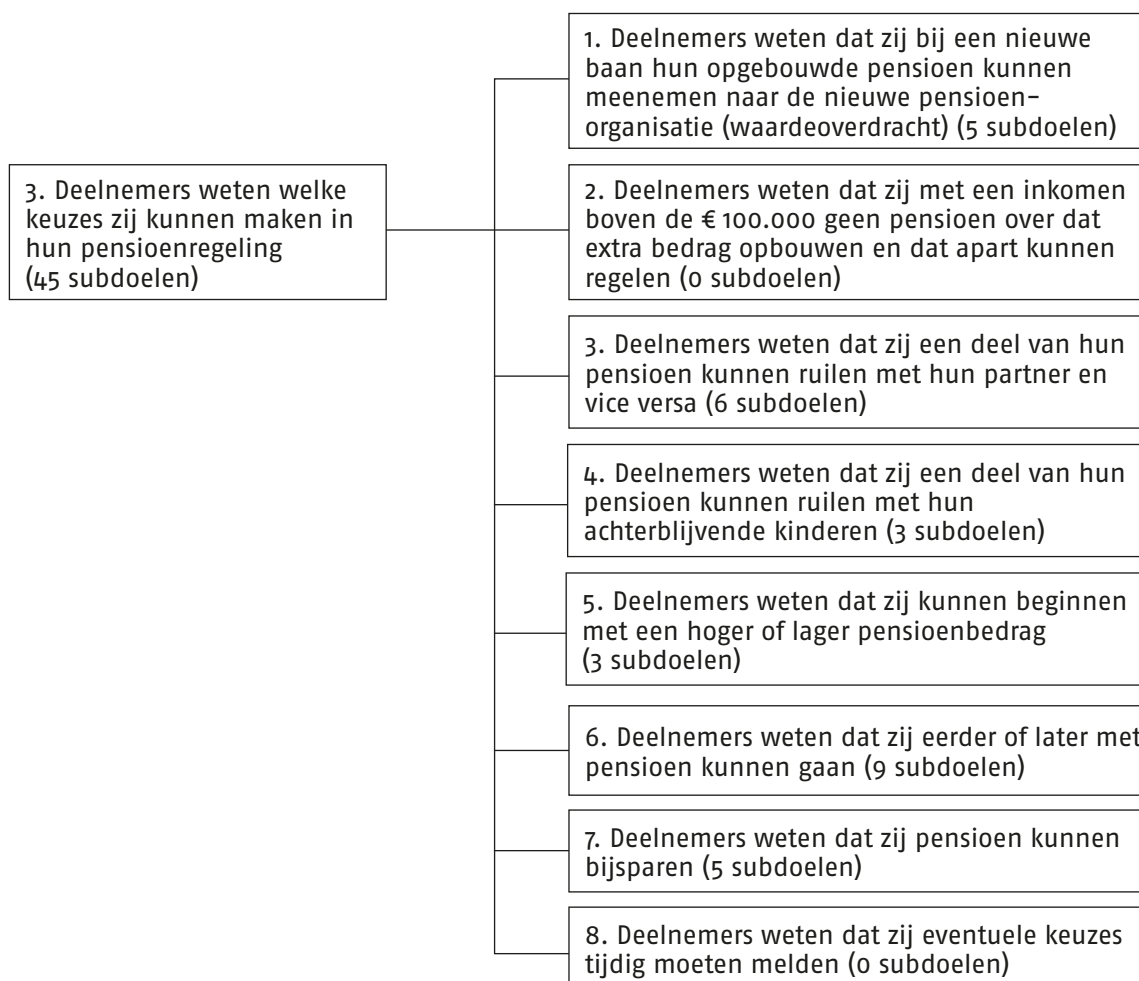 3. Deelnemers weten welke
keuzes zij kunnen maken in
hun pensioenregeling
(45 subdoelen)
1. Deelnemers weten dat zij bij een nieuwe
baan hun opgebouwde pensioen kunnen
meenemen naar de nieuwe pensioen-
organisatie (waardeoverdracht) (5 subdoelen)
2. Deelnemers weten dat zij met een inkomen
boven de € 100.000 geen pensioen over dat
extra bedrag opbouwen en dat apart kunnen
regelen (0 subdoelen)
3. Deelnemers weten dat zij een deel van hun
pensioen kunnen ruilen met hun partner en
vice versa (6 subdoelen)
4. Deelnemers weten dat zij een deel van hun
pensioen kunnen ruilen met hun
achterblijvende kinderen (3 subdoelen)
5. Deelnemers weten dat zij kunnen beginnen
met een hoger of lager pensioenbedrag
(3 subdoelen)
6. Deelnemers weten dat zij eerder of later met
pensioen kunnen gaan (9 subdoelen)
7. Deelnemers weten dat zij pensioen kunnen
bijsparen (5 subdoelen)
8. Deelnemers weten dat zij eventuele keuzes
tijdig moeten melden (0 subdoelen)